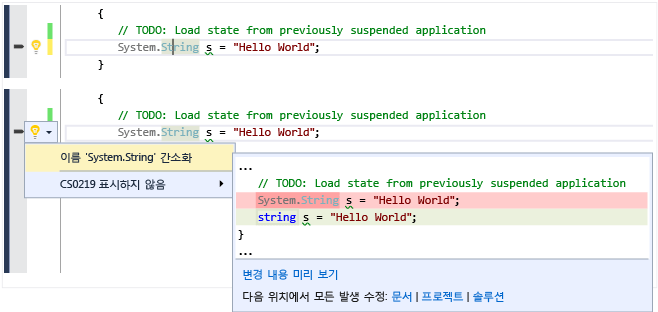 {
// TODO: Load state from previously suspended application
System.String s = "Hello World";
}
{
// TODO: Load state from previously suspended application
System.String s = "Hello World";
이름 'System.String' 간소화
CS0219 표시하지 않음
...
// TODO: Load state from previously suspended application
System.String s = "Hello World";
string s = "Hello World";
}
...
변경 내용 미리 보기
다음 위치에서 모든 발생 수정: 문서 | 프로젝트 | 솔루션